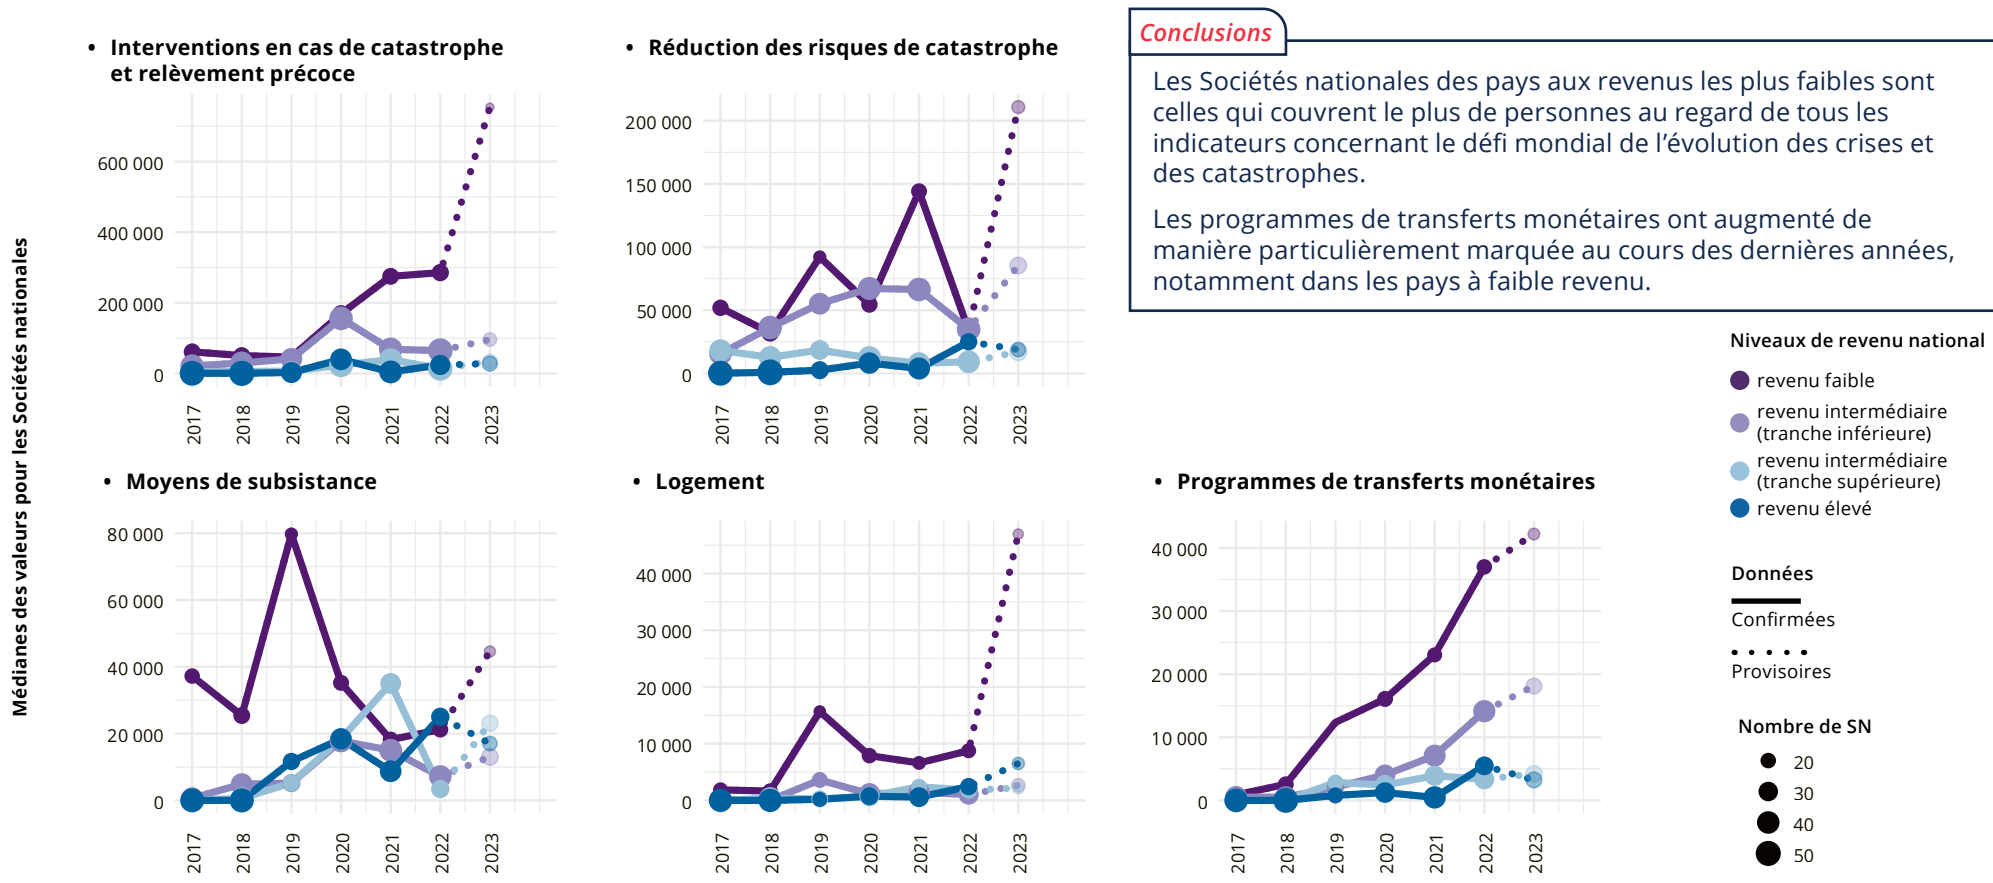 Médianes des valeurs pour les Sociétés nationales
• Interventions en cas de catastrophe
et relèvement précoce
600 000
400 000
200 000
0
2017
2018
2019
2020
2021
2022
2023
• Réduction des risques de catastrophe
200 000
150 000
100 000
50 000
0
2017
2018
2019
2020
2021
2022
2023
Conclusions
Les Sociétés nationales des pays aux revenus les plus faibles sont
celles qui couvrent le plus de personnes au regard de tous les
indicateurs concernant le défi mondial de l’évolution des crises et
des catastrophes.
Les programmes de transferts monétaires ont augmenté de
manière particulièrement marquée au cours des dernières années,
notamment dans les pays à faible revenu.
• Moyens de subsistance
80 000
60 000
40 000
20 000
0
2017
2018
2019
2020
2021
2022
2023
• Logement
40 000
30 000
20 000
10 000
0
2017
2018
2019
2020
2021
2022
2023
• Programmes de transferts monétaires
40 000
30 000
20 000
10 000
0
2017
2018
2019
2020
2021
2022
2023
Niveaux de revenu national
revenu faible
revenu intermédiaire
(tranche inférieure)
revenu intermédiaire
(tranche supérieure)
revenu élevé
Données
Confirmées
Provisoires
Nombre de SN
20
30
40
50